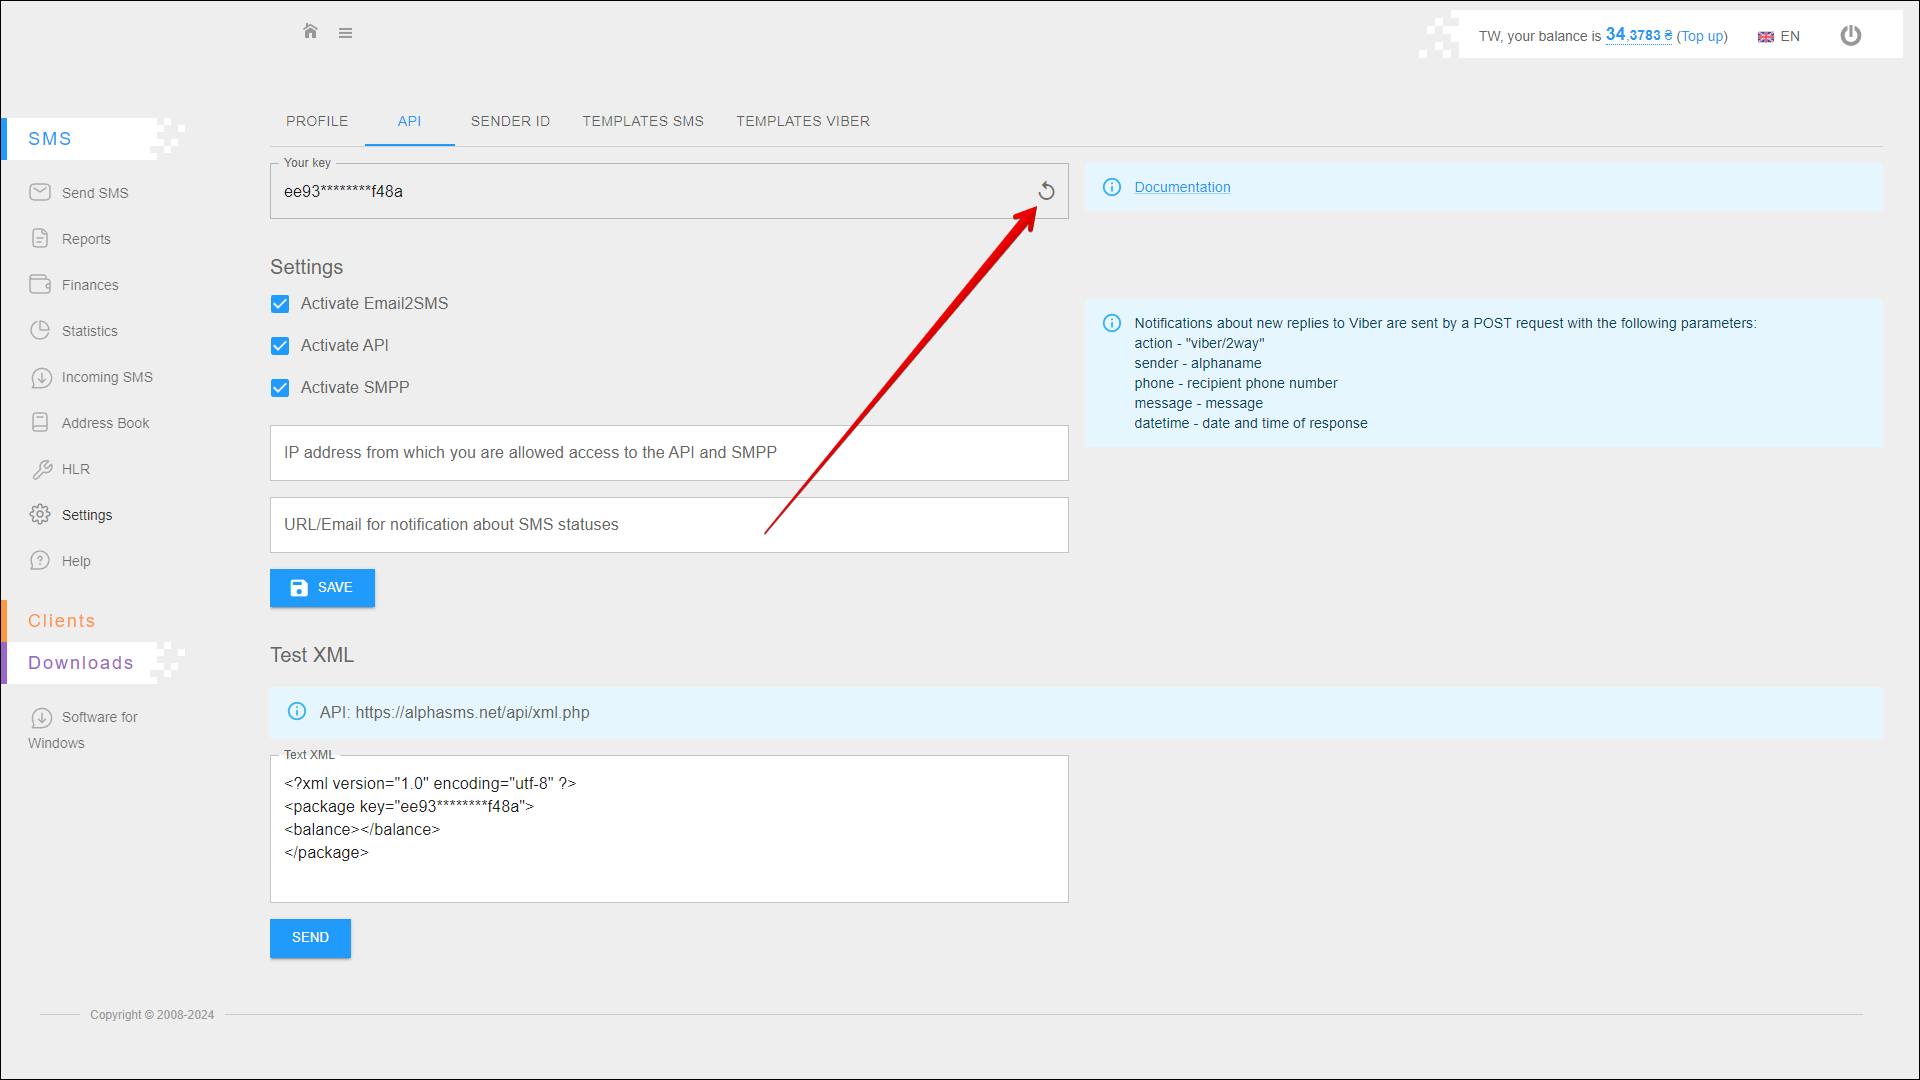 TW, your balance is 34,3783 ₴ (Top up)
EN
SMS
Send SMS
Reports
Finances
Statistics
Incoming SMS
Address Book
HLR
Settings
Help
Clients
Downloads
Software for
Windows
PROFILE
API
SENDER ID
TEMPLATES SMS
TEMPLATES VIBER
Your key
ee93********f48a
Documentation
Settings
Activate Email2SMS
Activate API
Activate SMPP
Notifications about new replies to Viber are sent by a POST request with the following parameters:
action - "viber/2way"
sender - alphaname
phone - recipient phone number
message - message
datetime - date and time of response
IP address from which you are allowed access to the API and SMPP
URL/Email for notification about SMS statuses
SAVE
Test XML
API: https://alphasms.net/api/xml.php
Text XML
<?xml version="1.0" encoding="utf-8" ?>
<package key="ee93********f48a">
<balance></balance>
</package>
SEND
Copyright © 2008-2024